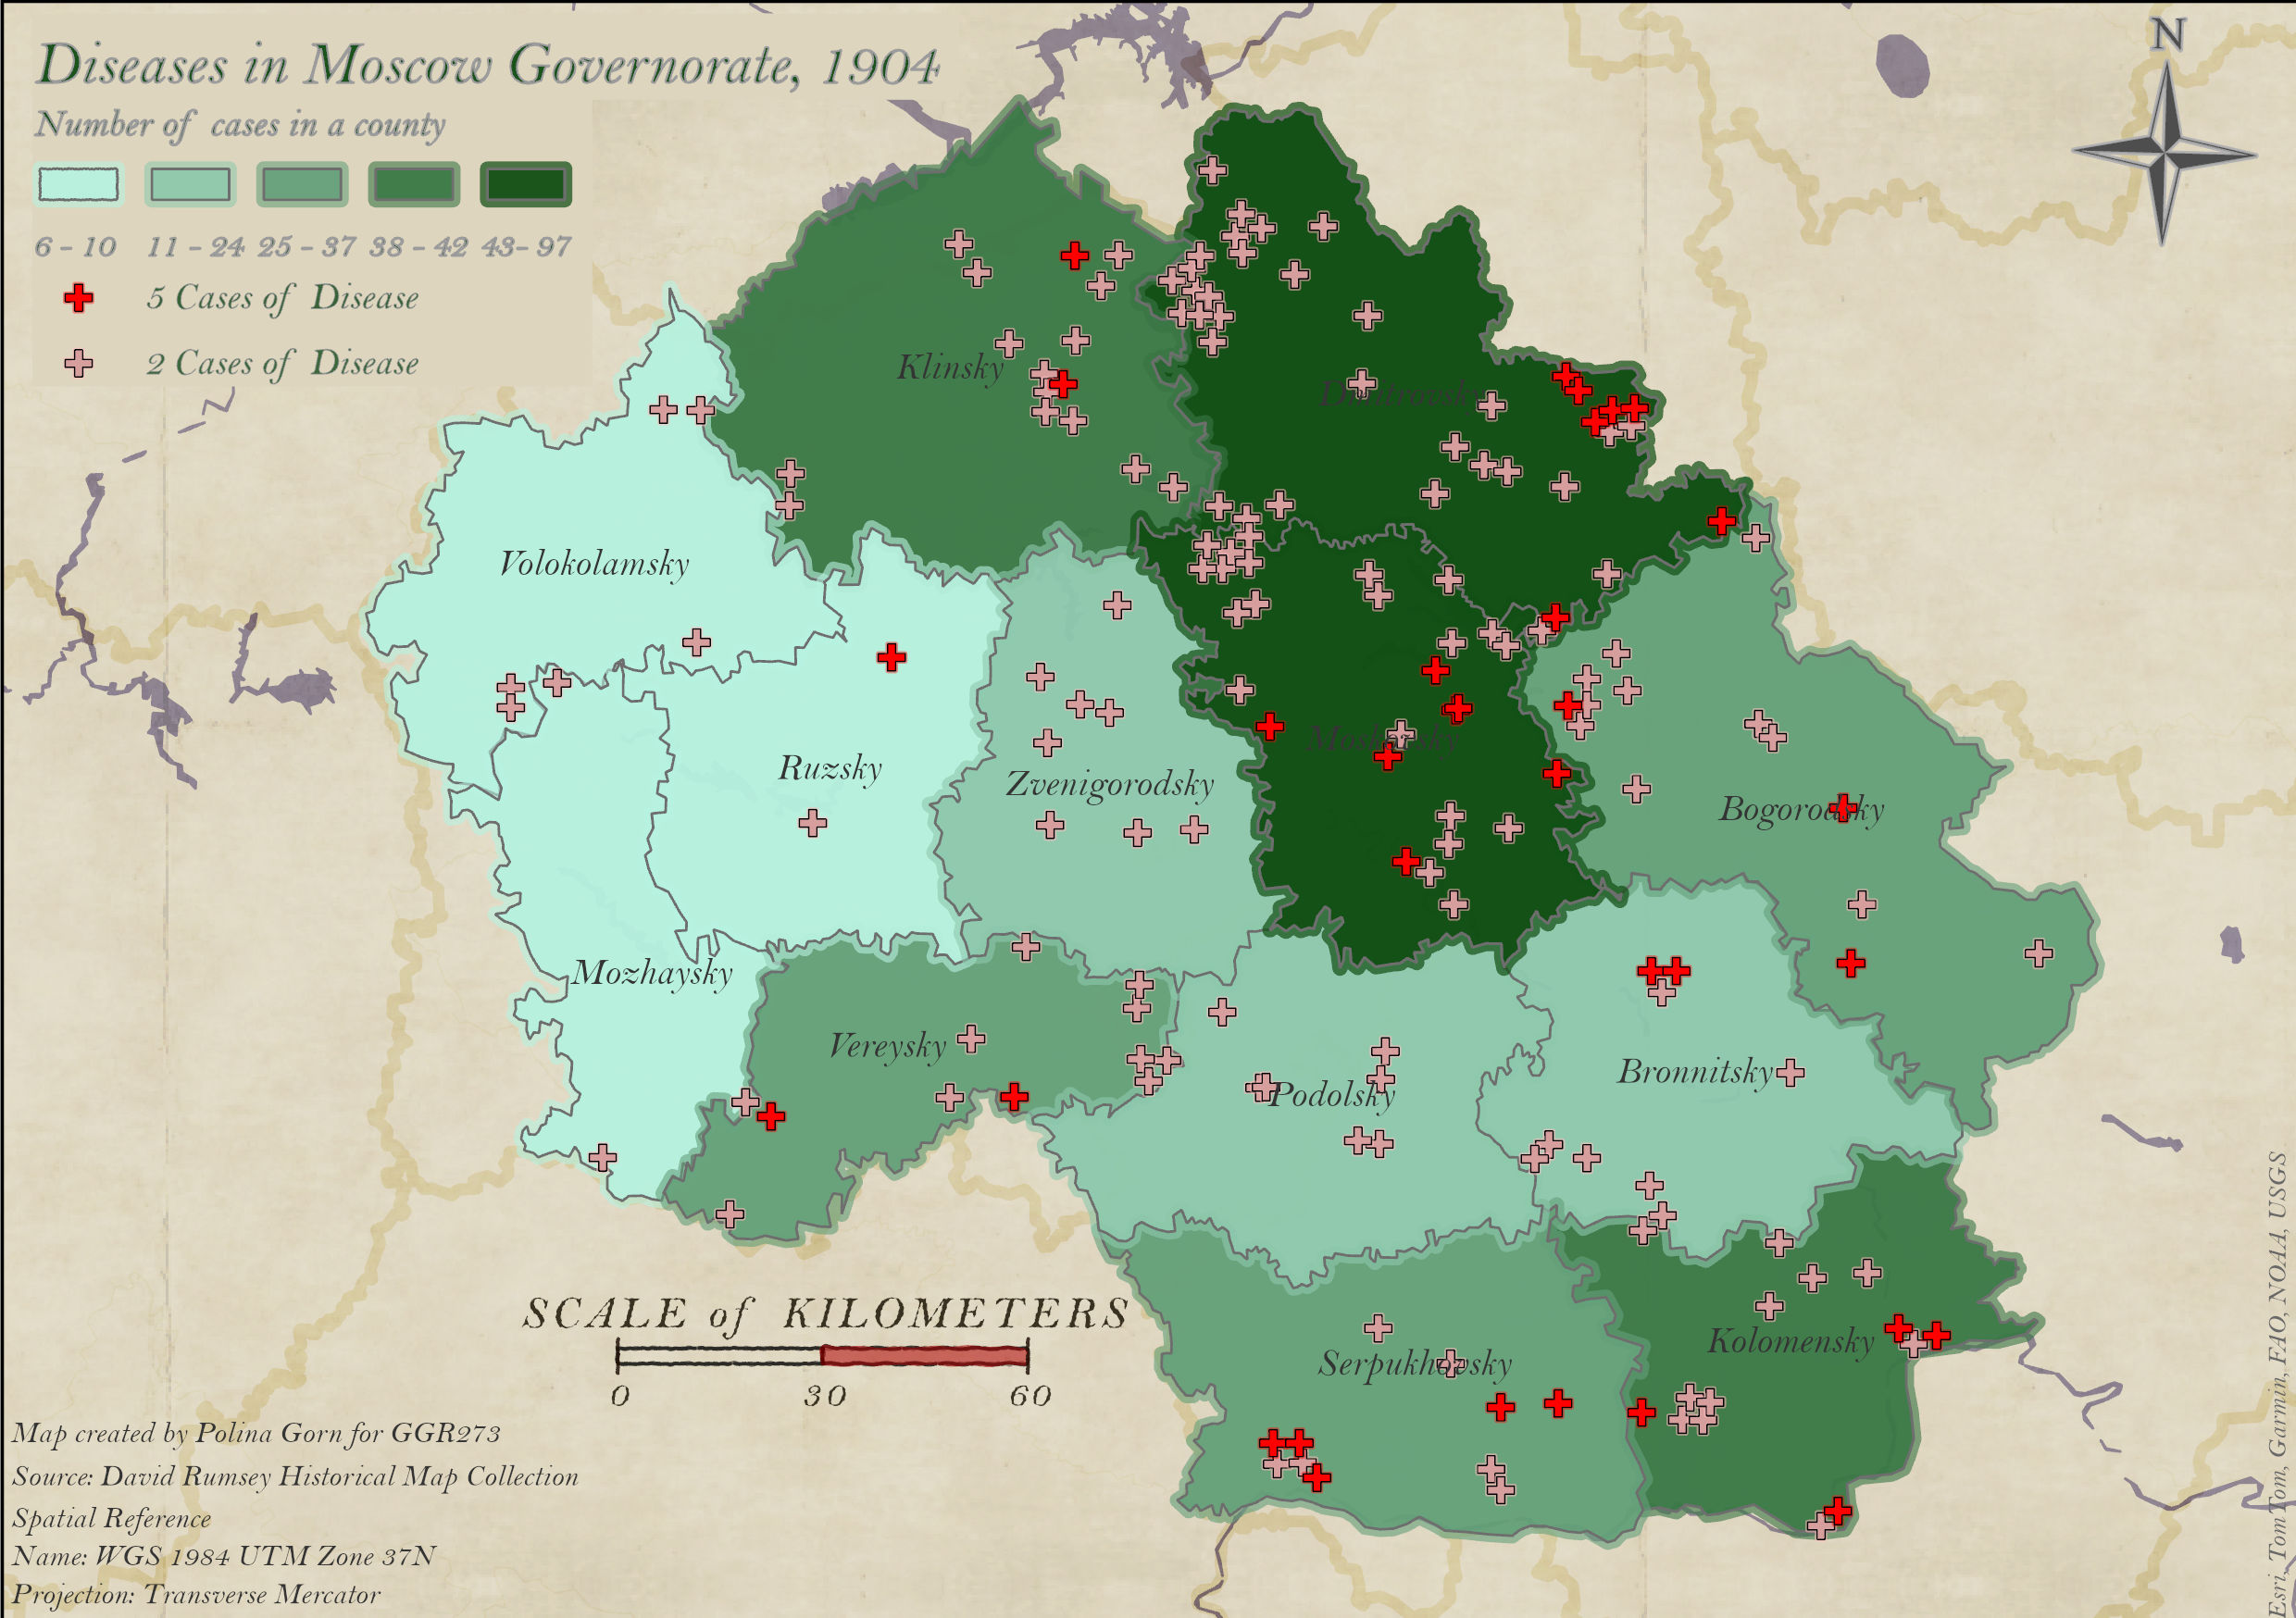 Diseases in Moscow Governorate, 1904
Number of cases in a county
6 - 10 11 - 24 25 - 37 38 - 42 43- 97
5 Cases of Disease
2 Cases of Disease
N
Klinsky
Dmitrovsky
Volokolamsky
Moskovsky
Ruzsky
Zvenigorodsky
Bogorodsky
Mozhaysky
Vereysky
Podolsky
Bronnitsky
SCALE of KILOMETERS
0 30 60
Kolomensky
Serpukhovsky
Map created by Polina Gorn for GGR273
Source: David Rumsey Historical Map Collection
Spatial Reference
Name: WGS 1984 UTM Zone 37N
Projection: Transverse Mercator
Esri, TomTom, Garmin, FAO, NOAA, USGS